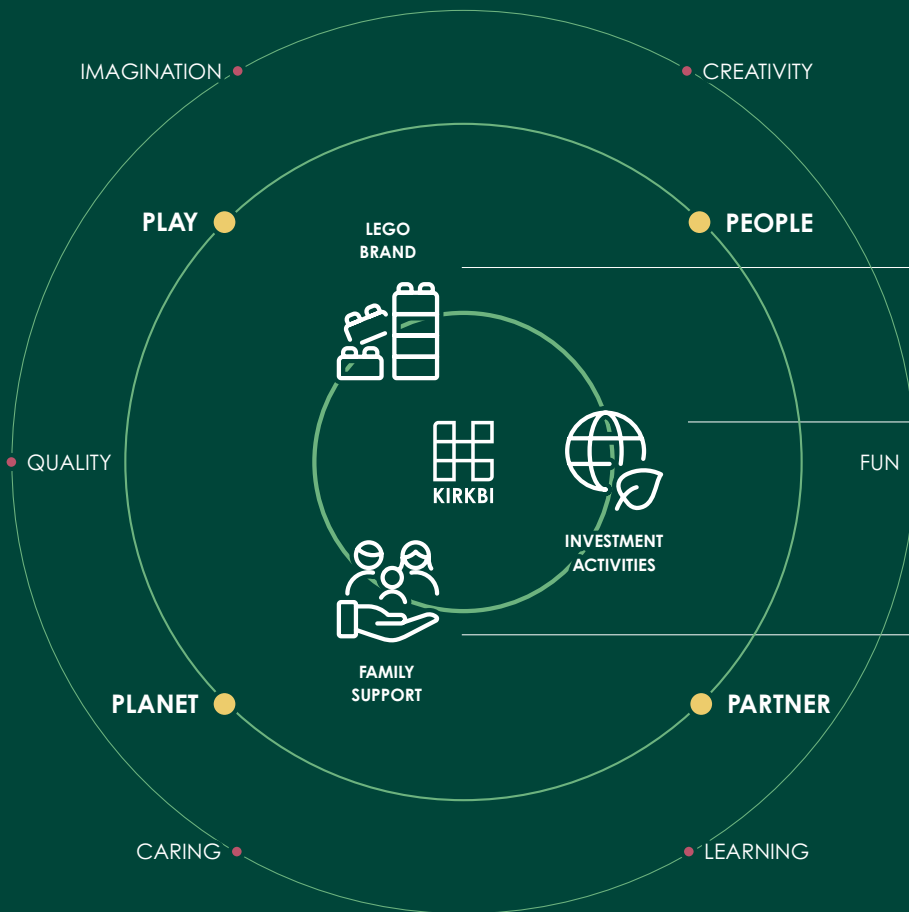 IMAGINATION
CREATIVITY
PLAY
PEOPLE
LEGO
BRAND
QUALITY
KIRKBI
FUN
INVESTMENT
ACTIVITIES
FAMILY
SUPPORT
PLANET
PARTNER
CARING
LEARNING